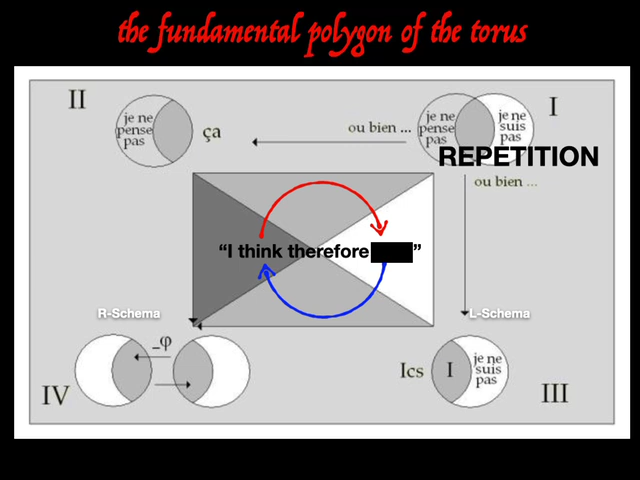 the fundamental polygon of the torus
II
je ne
pense
pas
ça
ou bien ...
je ne
pense
pas
je ne
suis
pas
I
REPETITION
ou bien ...
“I think therefore ”
R-Schema
L-Schema
IV
_φ
Ics
I
je ne
suis
pas
III